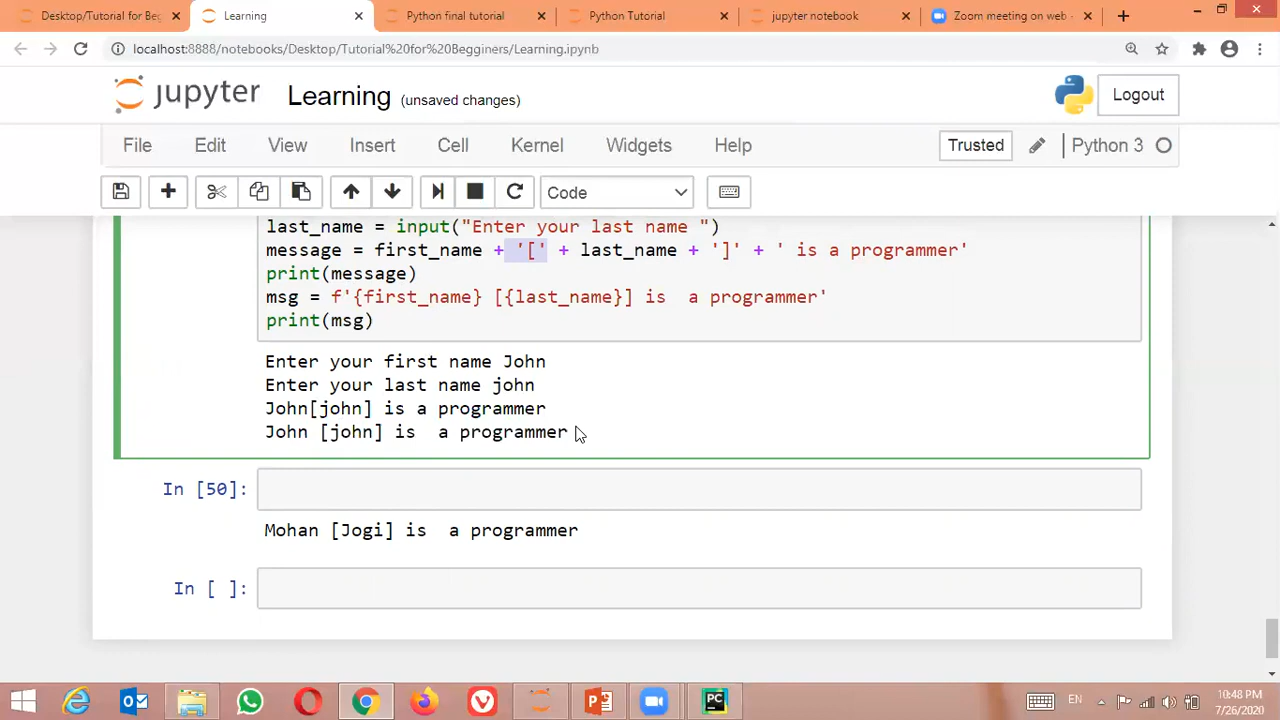 Desktop/Tutorial for Beg
Learning
Python final tutorial
Python Tutorial
jupyter notebook
Zoom meeting on web -
localhost:8888/notebooks/Desktop/Tutorial%20for%20Begginers/Learning.ipynb
jupyter Learning (unsaved changes)
Logout
File Edit View Insert Cell Kernel Widgets Help
Trusted
Python 3
Code
last_name = input("Enter your last name ")
message = first_name + '[' + last_name + ']' + ' is a programmer'
print(message)
msg = f'{first_name} [{last_name}] is  a programmer'
print(msg)
Enter your first name John
Enter your last name john
John[john] is a programmer
John [john] is  a programmer
In [50]:
Mohan [Jogi] is  a programmer
In [ ]:
EN
10:48 PM
7/26/2020